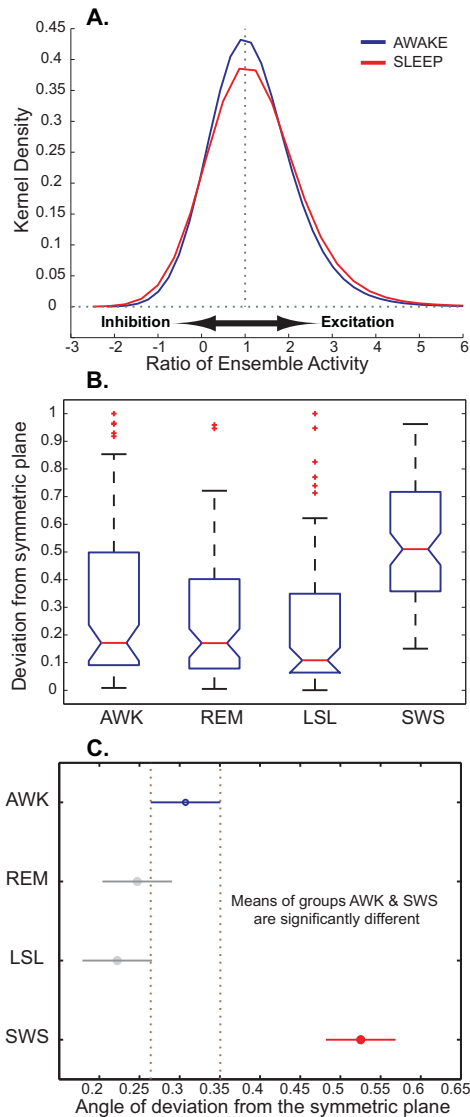 A.
0.45
0.4
0.35
0.3
0.25
0.2
0.15
0.1
0.05
0
Kernel Density
AWAKE
SLEEP
Inhibition
Excitation
-3 -2 -1 0 1 2 3 4 5 6
Ratio of Ensemble Activity
B.
1
0.9
0.8
0.7
0.6
0.5
0.4
0.3
0.2
0.1
0
Deviation from symmetric plane
AWK REM LSL SWS
C.
AWK
REM
LSL
SWS
Means of groups AWK & SWS
are significantly different
0.2 0.25 0.3 0.35 0.4 0.45 0.5 0.55 0.6 0.65
Angle of deviation from the symmetric plane